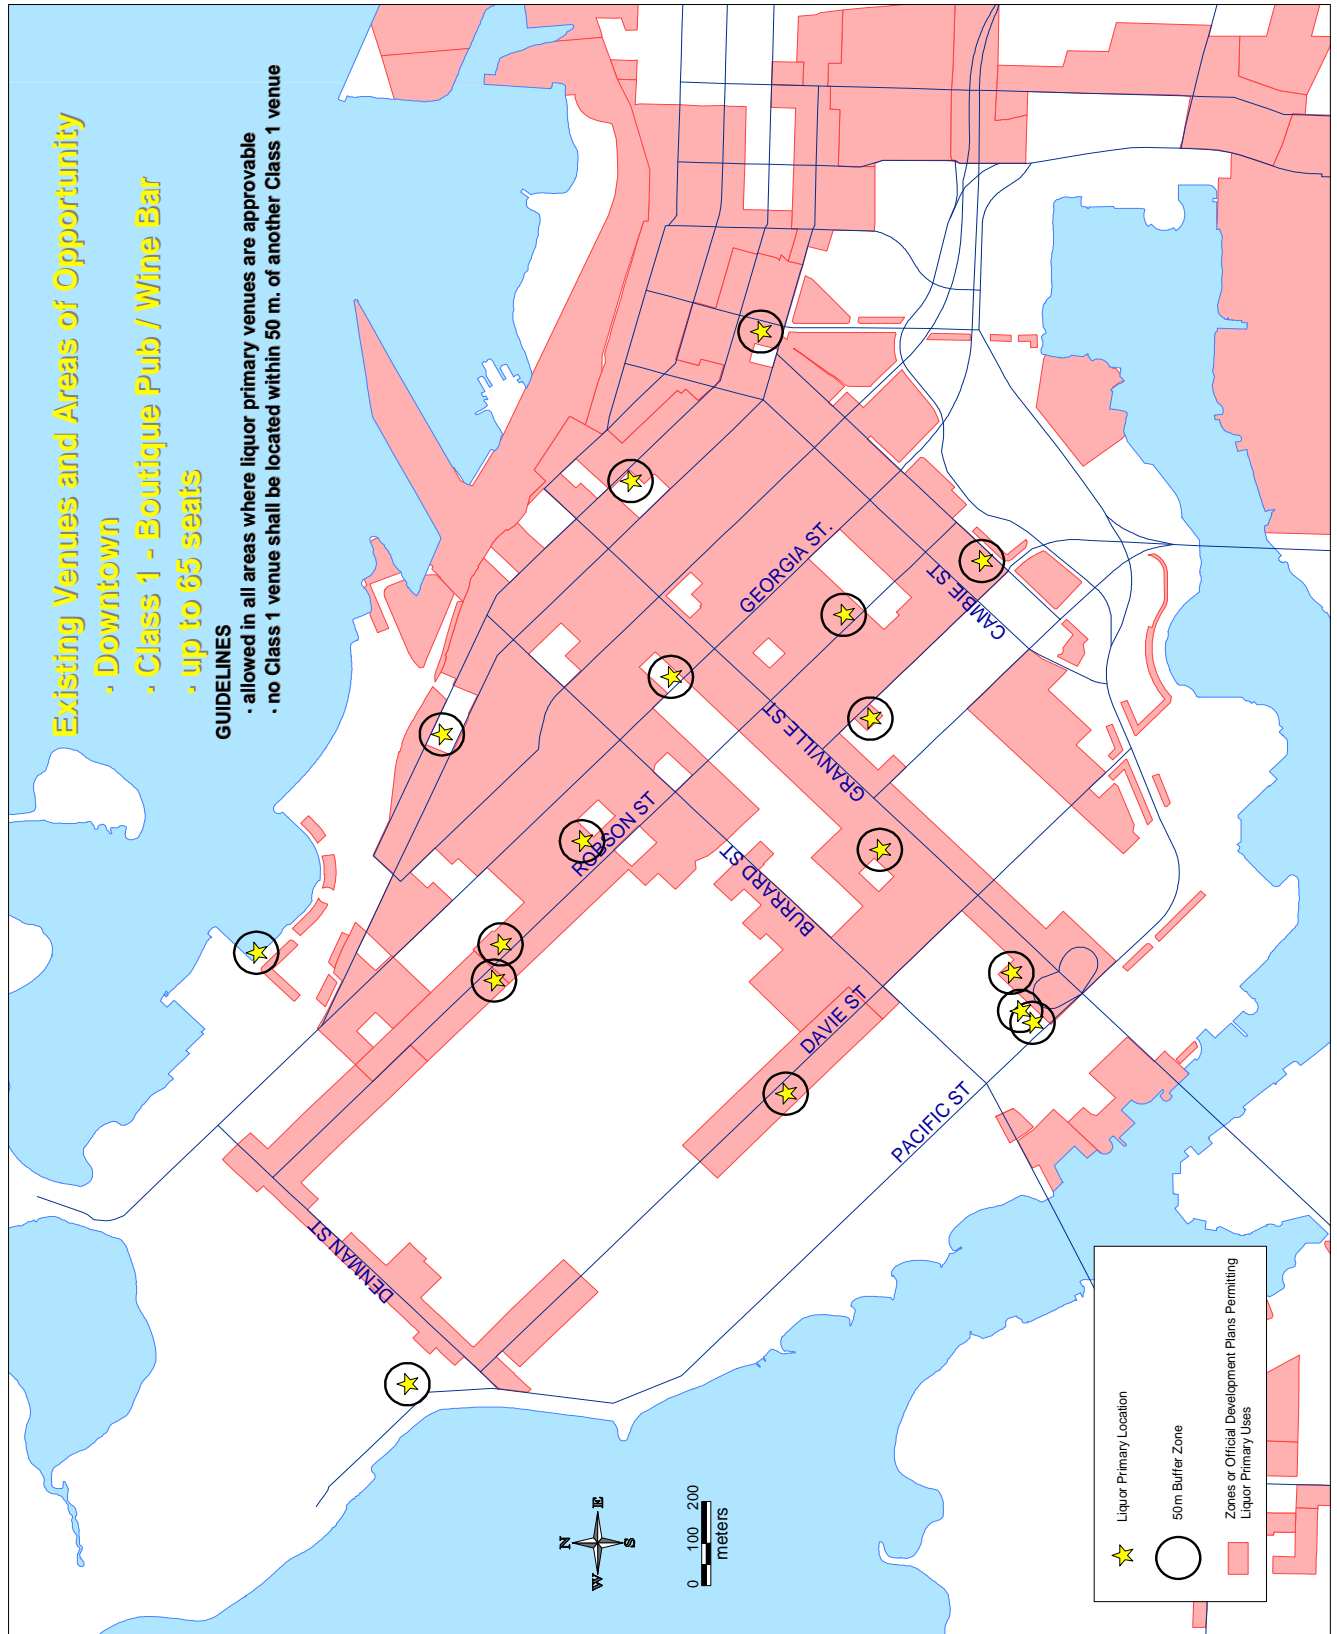 Existing Venues and Areas of Opportunity
· Downtown
· Class 1 - Boutique Pub / Wine Bar
· up to 65 seats
GUIDELINES
· allowed in all areas where liquor primary venues are approvable
· no Class 1 venue shall be located within 50 m. of another Class 1 venue
GEORGIA ST.
CAMBIE ST
GRANVILLE ST.
ROBSON ST
BURRARD ST
DAVIE ST
PACIFIC ST
DENMAN ST
N
W
E
S
0 100 200
meters
Liquor Primary Location
50m Buffer Zone
Zones or Official Development Plans Permitting
Liquor Primary Uses